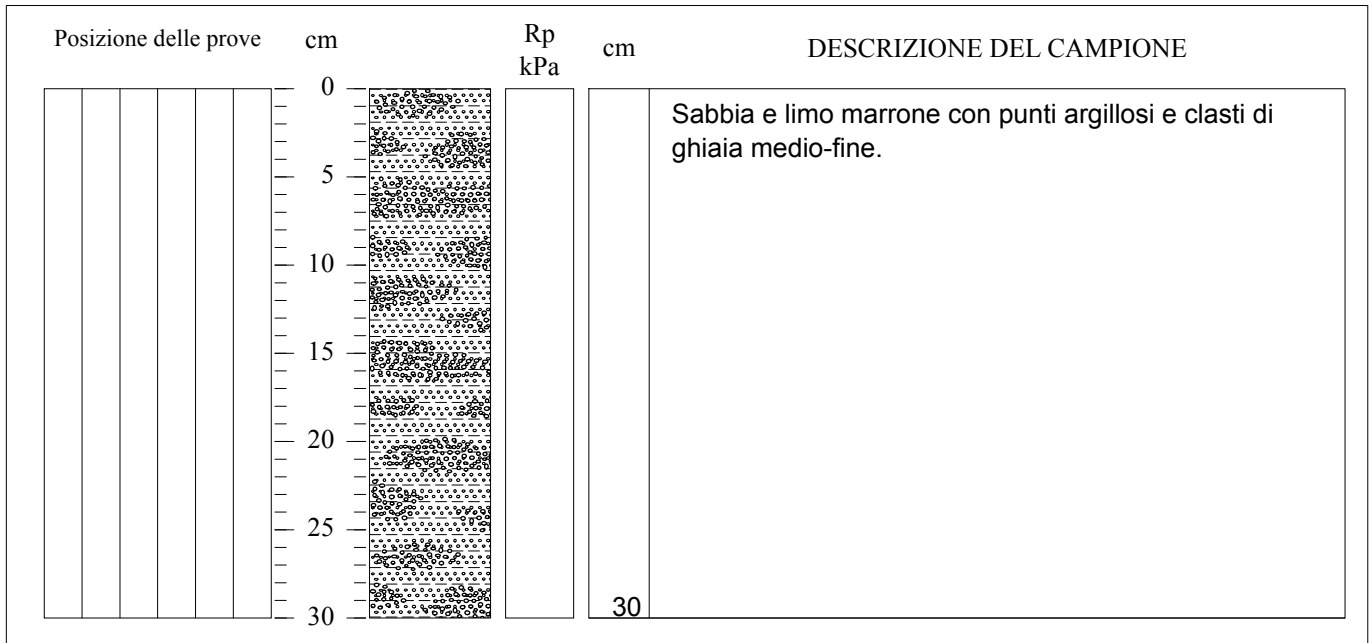 Posizione delle prove
cm
Rp
kPa
cm
DESCRIZIONE DEL CAMPIONE
0
5
10
15
20
25
30
30
Sabbia e limo marrone con punti argillosi e clasti di
ghiaia medio-fine.